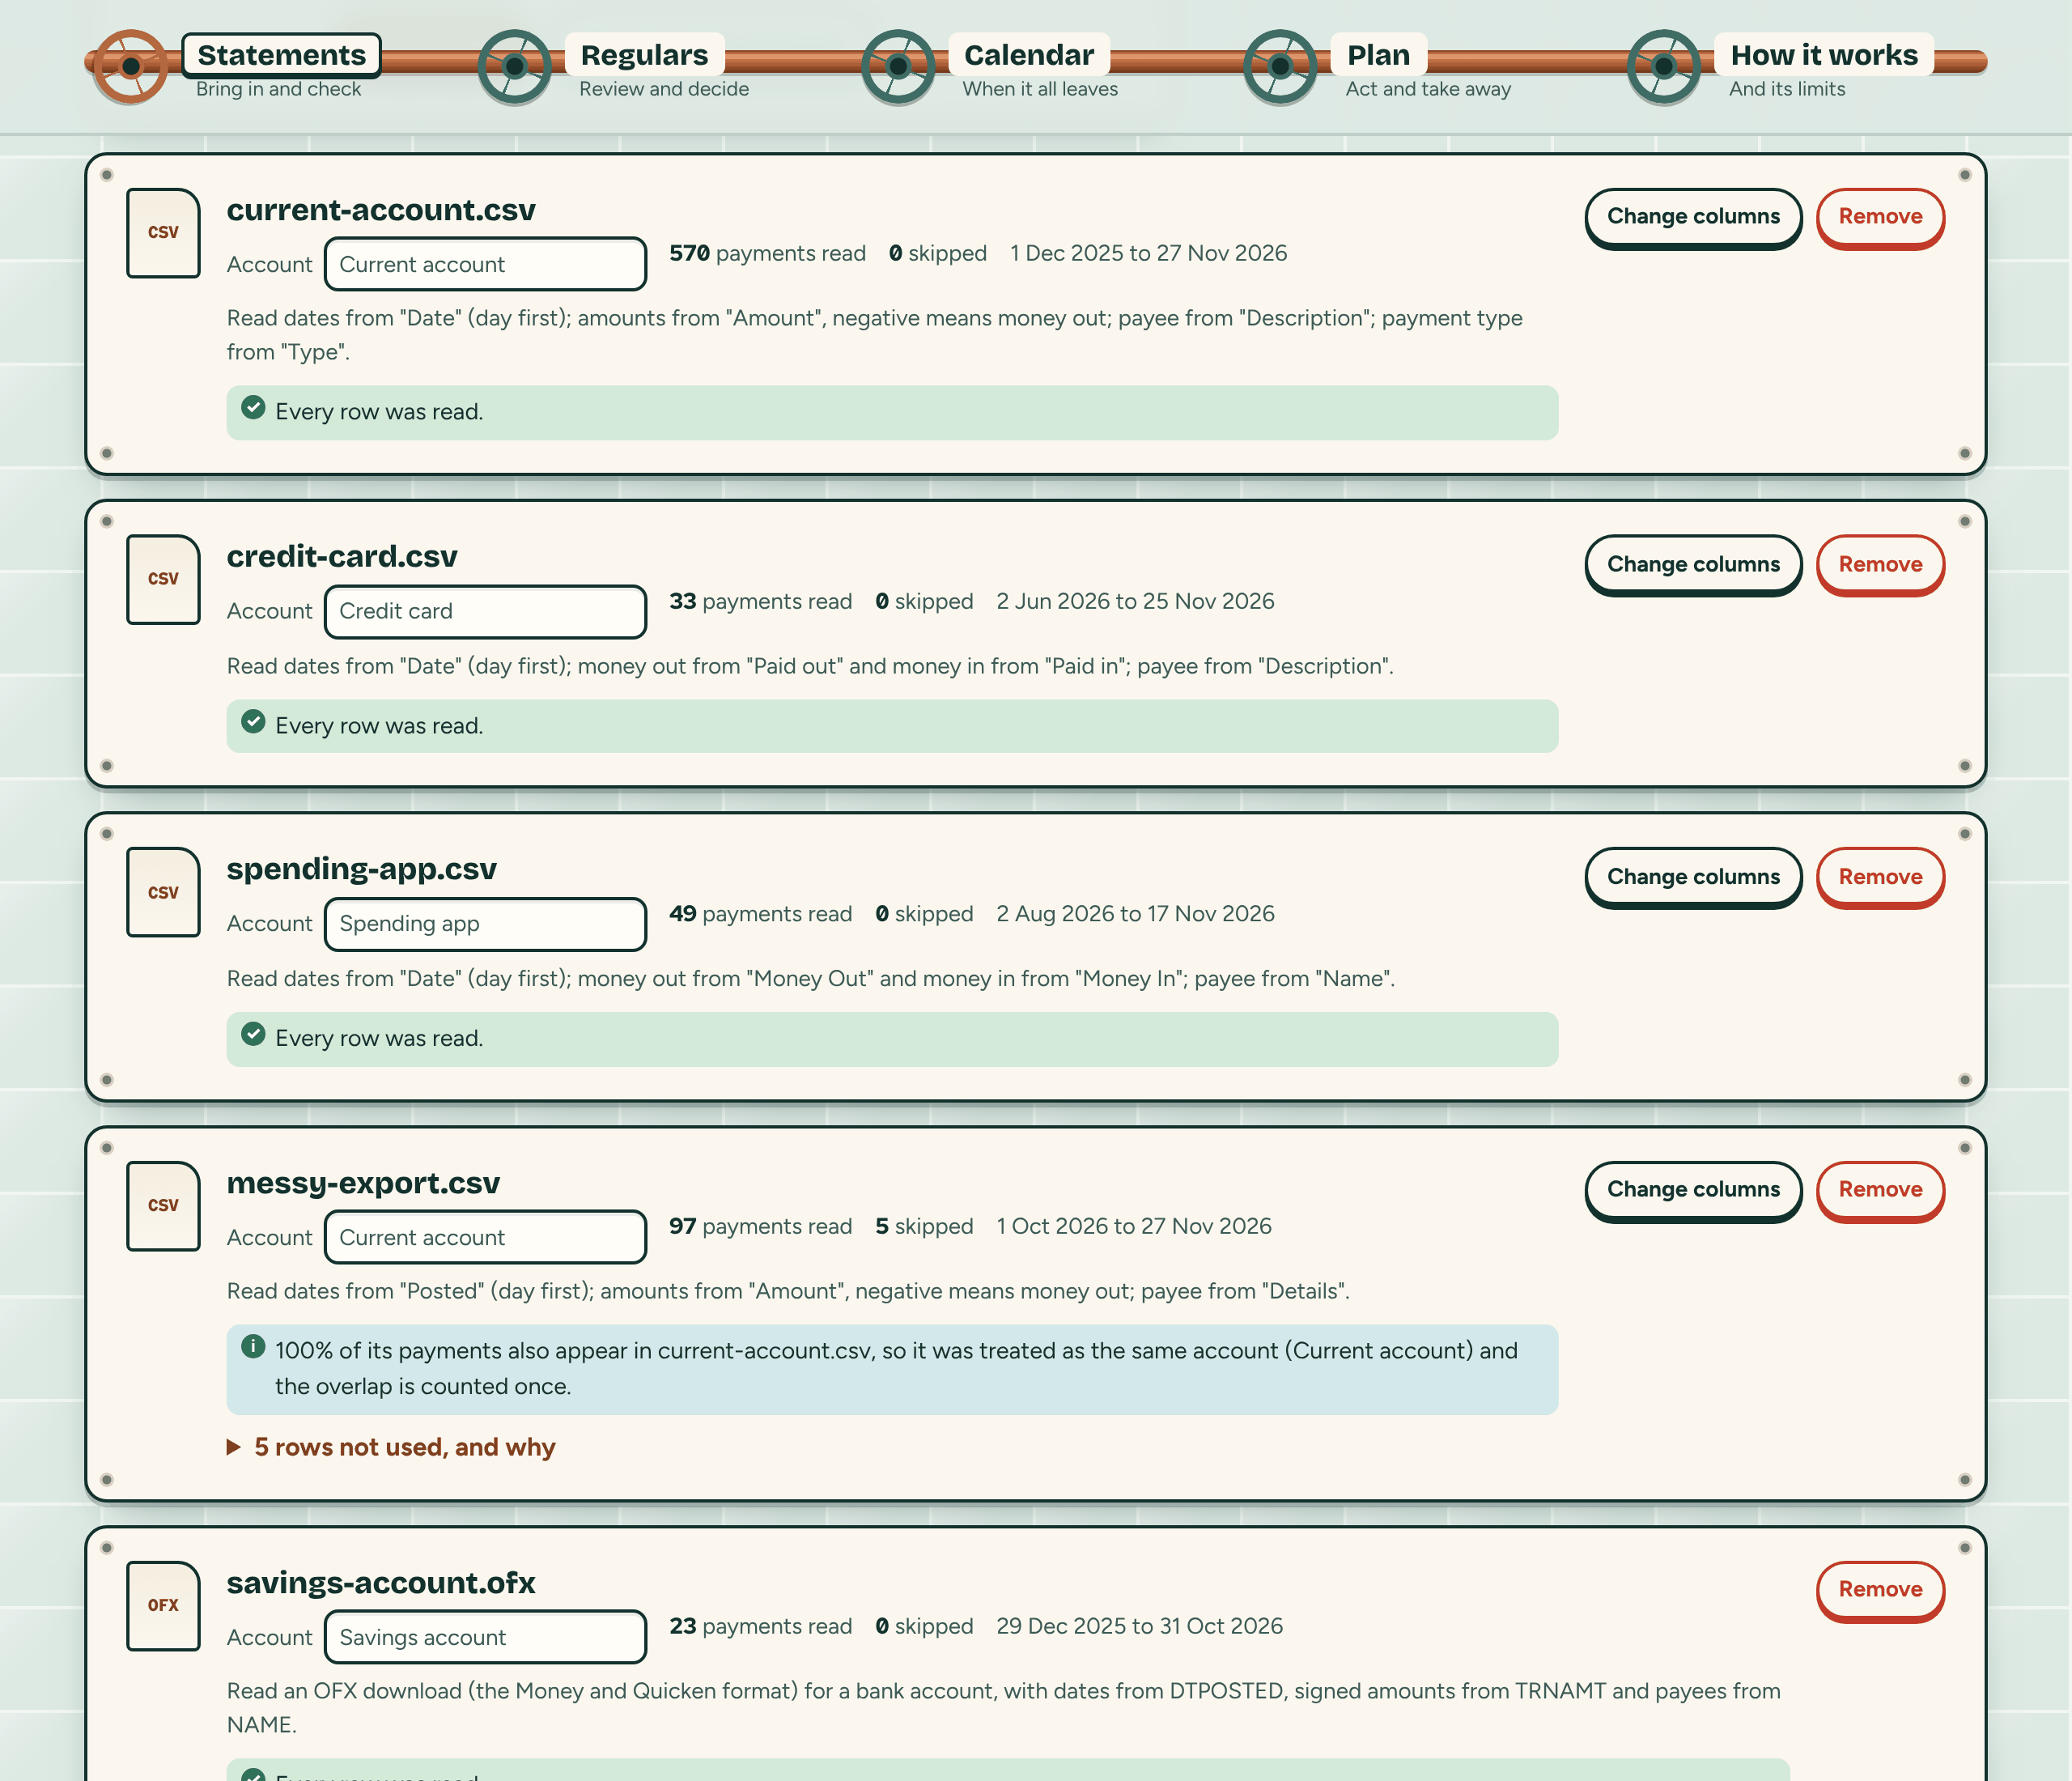 Statements
Bring in and check
Regulars
Review and decide
Calendar
When it all leaves
Plan
Act and take away
How it works
And its limits
CSV
current-account.csv
Account
Current account
570 payments read 0 skipped 1 Dec 2025 to 27 Nov 2026
Change columns
Remove
Read dates from "Date" (day first); amounts from "Amount", negative means money out; payee from "Description"; payment type
from "Type".
Every row was read.
CSV
credit-card.csv
Account
Credit card
33 payments read 0 skipped 2 Jun 2026 to 25 Nov 2026
Change columns
Remove
Read dates from "Date" (day first); money out from "Paid out" and money in from "Paid in"; payee from "Description".
Every row was read.
CSV
spending-app.csv
Account
Spending app
49 payments read 0 skipped 2 Aug 2026 to 17 Nov 2026
Change columns
Remove
Read dates from "Date" (day first); money out from "Money Out" and money in from "Money In"; payee from "Name".
Every row was read.
CSV
messy-export.csv
Account
Current account
97 payments read 5 skipped 1 Oct 2026 to 27 Nov 2026
Change columns
Remove
Read dates from "Posted" (day first); amounts from "Amount", negative means money out; payee from "Details".
100% of its payments also appear in current-account.csv, so it was treated as the same account (Current account) and
the overlap is counted once.
5 rows not used, and why
OFX
savings-account.ofx
Account
Savings account
23 payments read 0 skipped 29 Dec 2025 to 31 Oct 2026
Remove
Read an OFX download (the Money and Quicken format) for a bank account, with dates from DTPOSTED, signed amounts from TRNAMT and payees from
NAME.